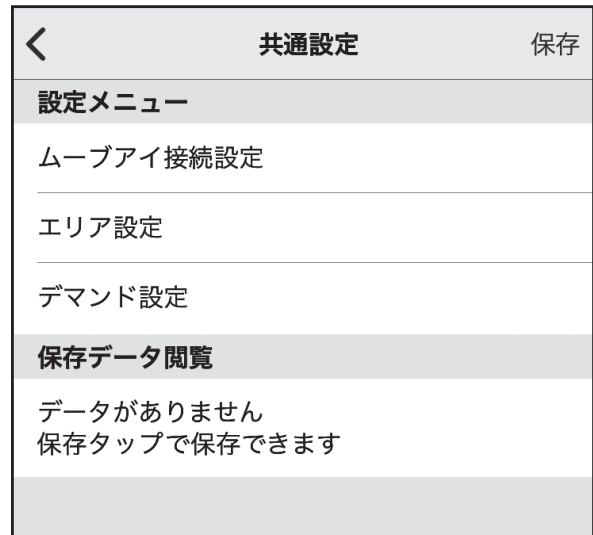 共通設定
保存
設定メニュー
ムーブアイ接続設定
エリア設定
デマンド設定
保存データ閲覧
データがありません
保存タップで保存できます